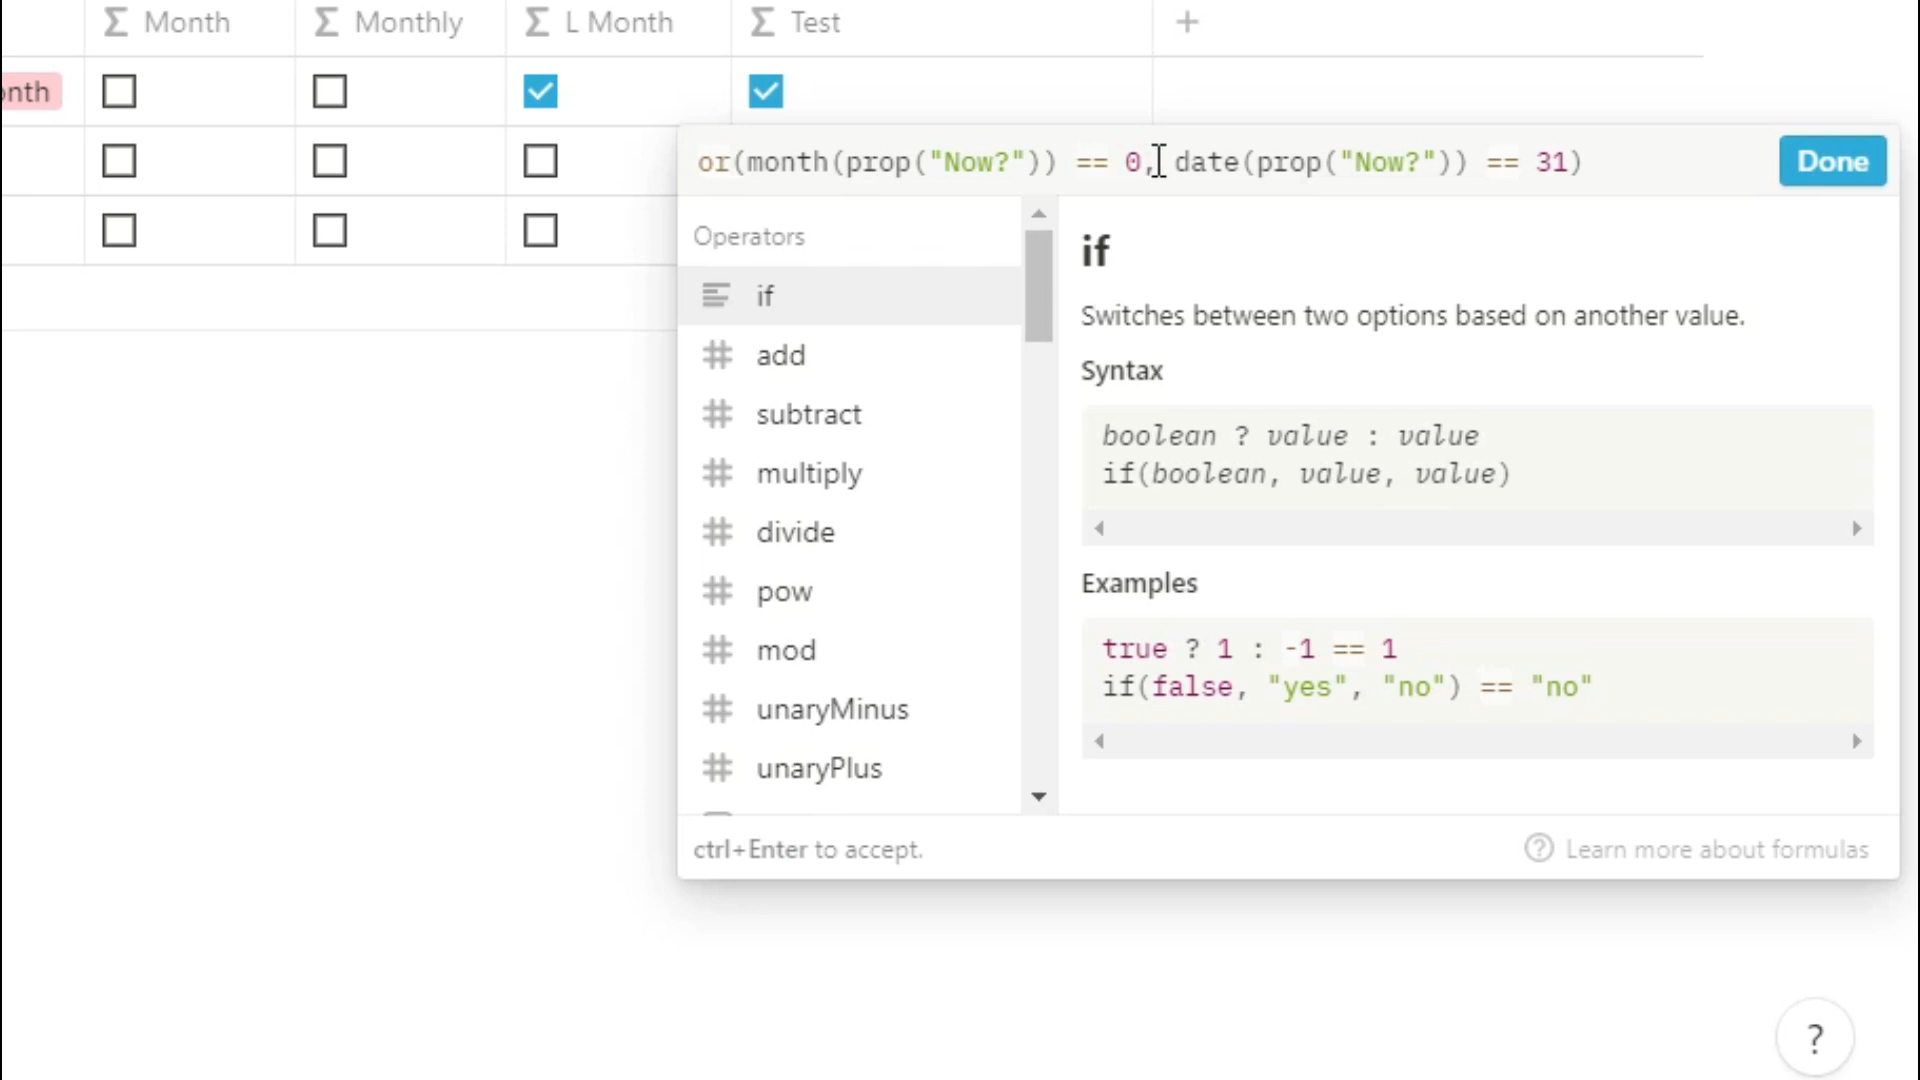 Σ Month Σ Monthly Σ L Month Σ Test +
onth
or(month(prop("Now?")) == 0, date(prop("Now?")) == 31)
Done
Operators
if
add
subtract
multiply
divide
pow
mod
unaryMinus
unaryPlus
if
Switches between two options based on another value.
Syntax
boolean ? value : value
if(boolean, value, value)
Examples
true ? 1 : -1 == 1
if(false, "yes", "no") == "no"
ctrl+Enter to accept.
? Learn more about formulas
?